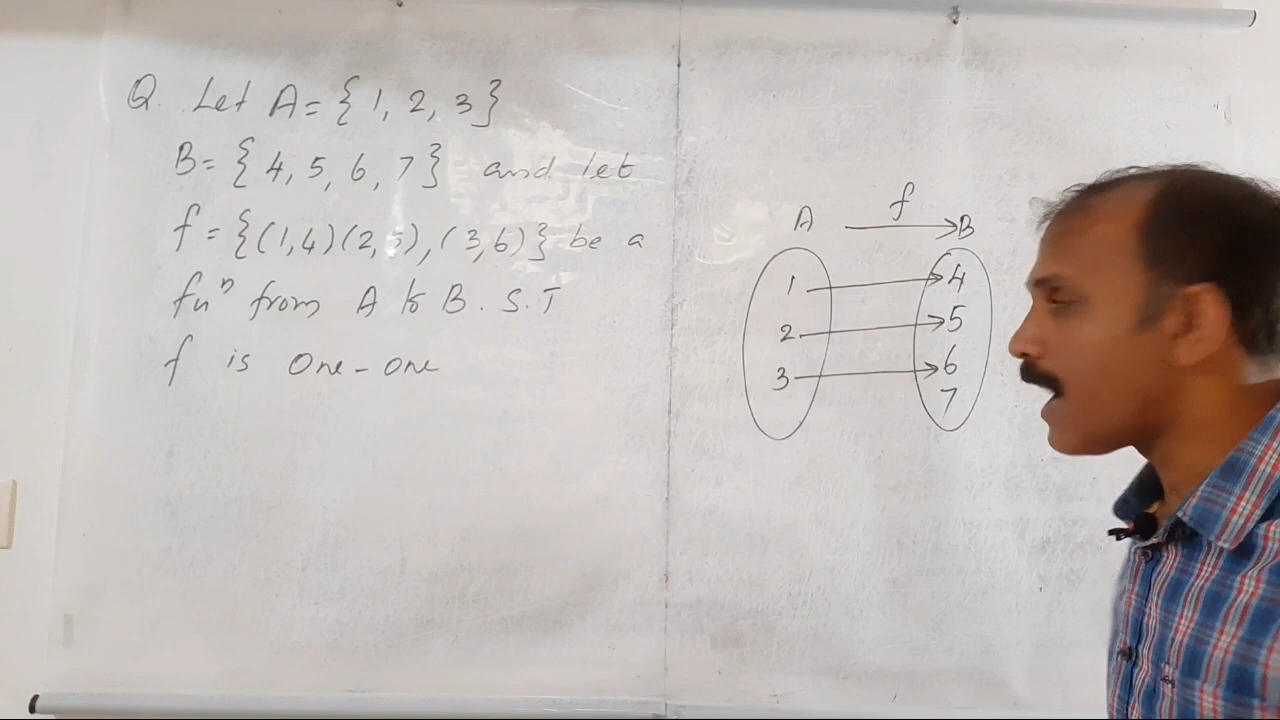 Q. Let A = { 1, 2, 3 }
B = { 4, 5, 6, 7 } and let
f = {(1,4)(2,5),(3,6)} be a
fuⁿ from A to B. S.T
f is One-one
A f B
1 4
2 5
3 6
7